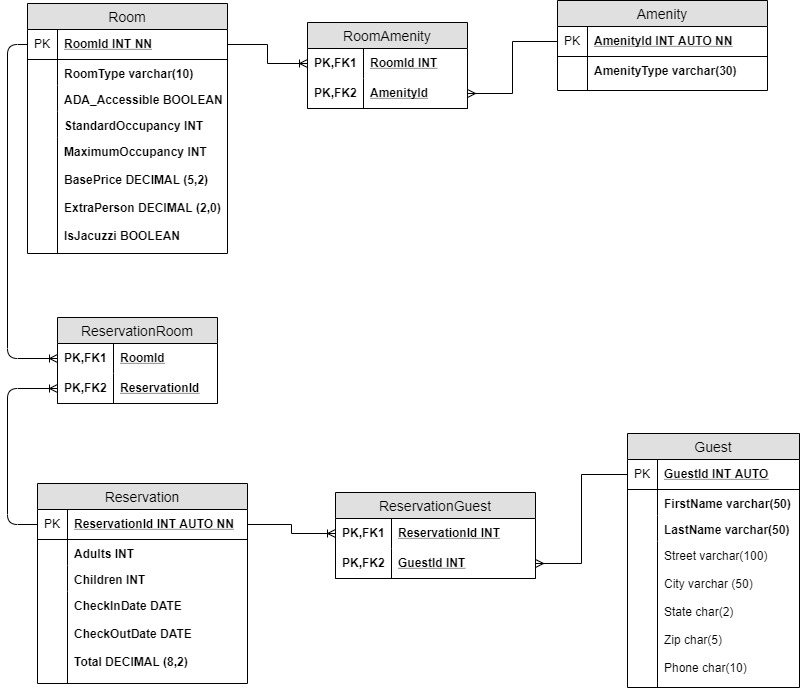 Room
PK RoomId INT NN
RoomType varchar(10)
ADA_Accessible BOOLEAN
StandardOccupancy INT
MaximumOccupancy INT
BasePrice DECIMAL (5,2)
ExtraPerson DECIMAL (2,0)
IsJacuzzi BOOLEAN
RoomAmenity
PK,FK1 RoomId INT
PK,FK2 AmenityId
Amenity
PK AmenityId INT AUTO NN
AmenityType varchar(30)
ReservationRoom
PK,FK1 RoomId
PK,FK2 ReservationId
Reservation
PK ReservationId INT AUTO NN
Adults INT
Children INT
CheckInDate DATE
CheckOutDate DATE
Total DECIMAL (8,2)
ReservationGuest
PK,FK1 ReservationId INT
PK,FK2 GuestId INT
Guest
PK GuestId INT AUTO
FirstName varchar(50)
LastName varchar(50)
Street varchar(100)
City varchar (50)
State char(2)
Zip char(5)
Phone char(10)